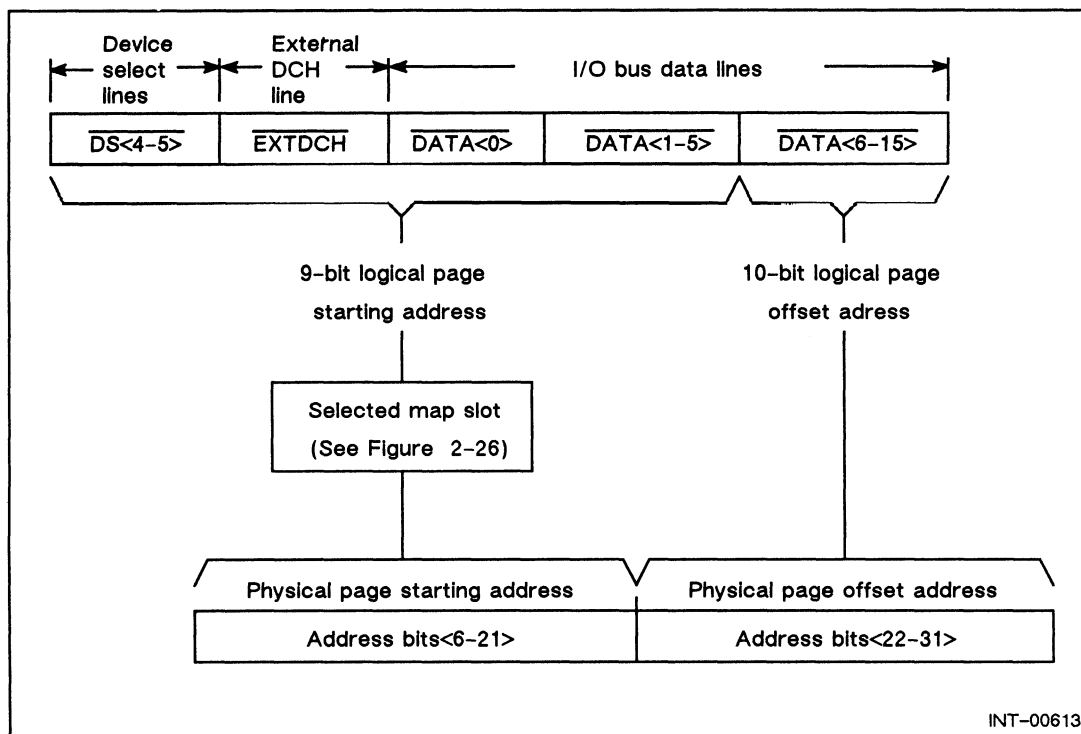 Device
select
lines
External
DCH
line
I/O bus data lines
DS<4-5>
EXTDCH
DATA<0>
DATA<1-5>
DATA<6-15>
9-bit logical page
starting address
10-bit logical page
offset adress
Selected map slot
(See Figure 2-26)
Physical page starting address
Physical page offset address
Address bits<6-21>
Address bits<22-31>
INT-00613